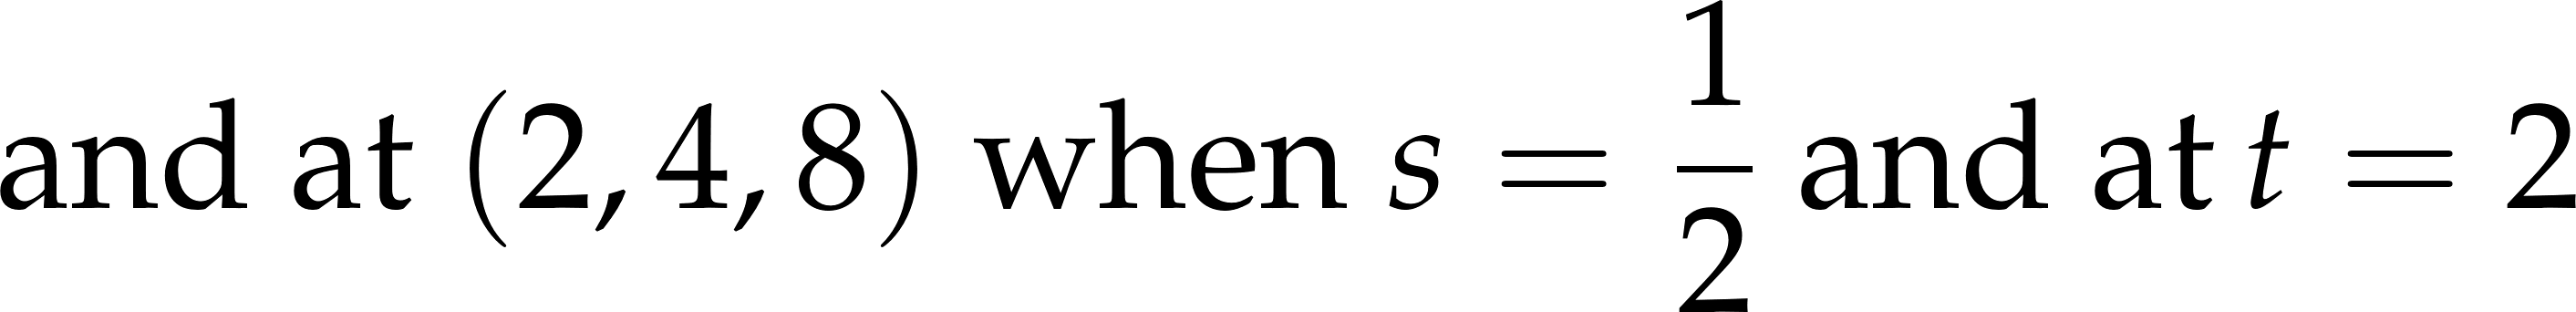 and at (2, 4, 8) when s = 1/2 and at t = 2